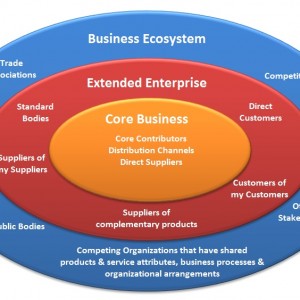 Business Ecosystem
Trade
ociations
Competit
Extended Enterprise
Standard
Bodies
Direct
Customers
Core Business
Core Contributors
Distribution Channels
Direct Suppliers
Suppliers of
my Suppliers
Customers of
my Customers
Suppliers of
complementary products
Ot
Stake
ublic Bodies
Competing Organizations that have shared
products & service attributes, business processes &
organizational arrangements